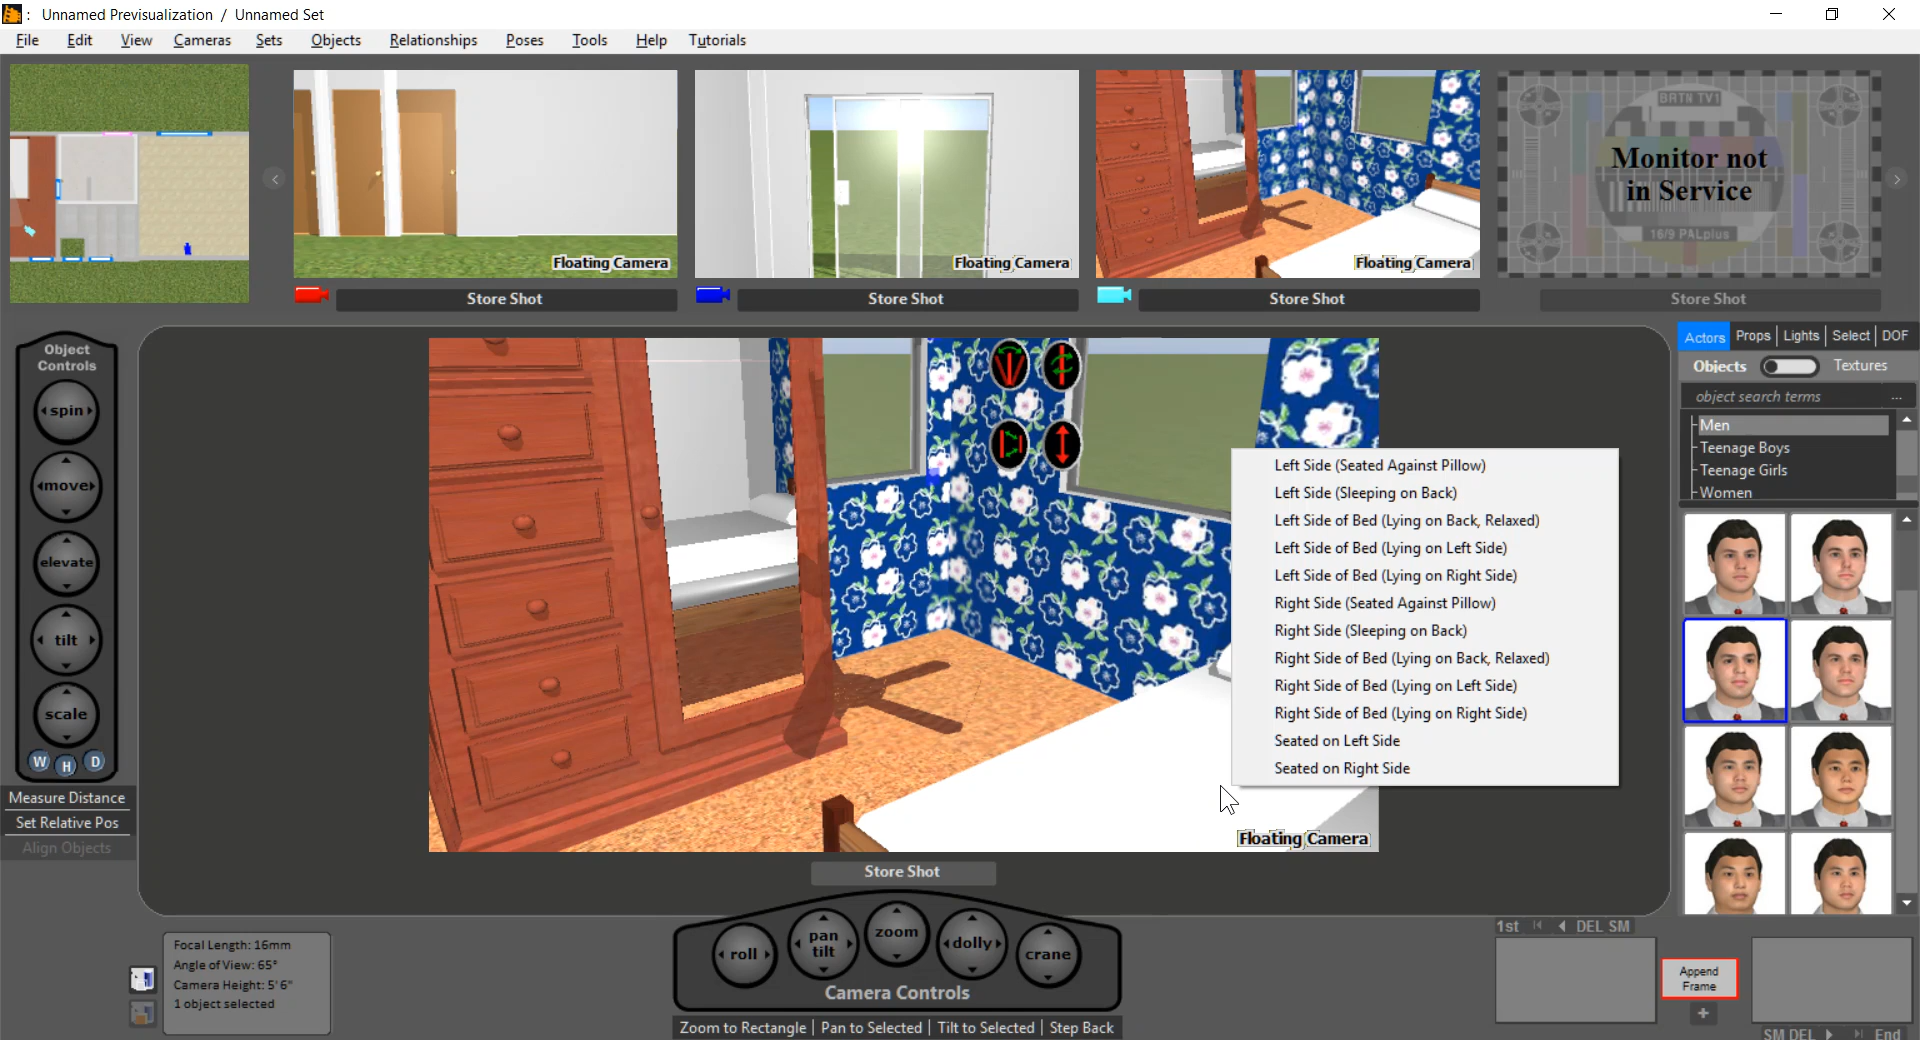 : Unnamed Previsualization / Unnamed Set
File Edit View Cameras Sets Objects Relationships Poses Tools Help Tutorials
Floating Camera
Store Shot
Floating Camera
Store Shot
Floating Camera
Store Shot
BRTN TV1
Monitor not
in Service
16/9 PALplus
Store Shot
Object
Controls
spin
move
elevate
tilt
scale
W H D
Measure Distance
Set Relative Pos
Align Objects
Left Side (Seated Against Pillow)
Left Side (Sleeping on Back)
Left Side of Bed (Lying on Back, Relaxed)
Left Side of Bed (Lying on Left Side)
Left Side of Bed (Lying on Right Side)
Right Side (Seated Against Pillow)
Right Side (Sleeping on Back)
Right Side of Bed (Lying on Back, Relaxed)
Right Side of Bed (Lying on Left Side)
Right Side of Bed (Lying on Right Side)
Seated on Left Side
Seated on Right Side
Floating Camera
Store Shot
Actors Props Lights Select DOF
Objects Textures
object search terms ...
Men
Teenage Boys
Teenage Girls
Women
Focal Length: 16mm
Angle of View: 65°
Camera Height: 5' 6"
1 object selected
roll
pan
tilt
zoom
dolly
crane
Camera Controls
Zoom to Rectangle Pan to Selected Tilt to Selected Step Back
1st DEL SM
Append
Frame
+
SM DEL End